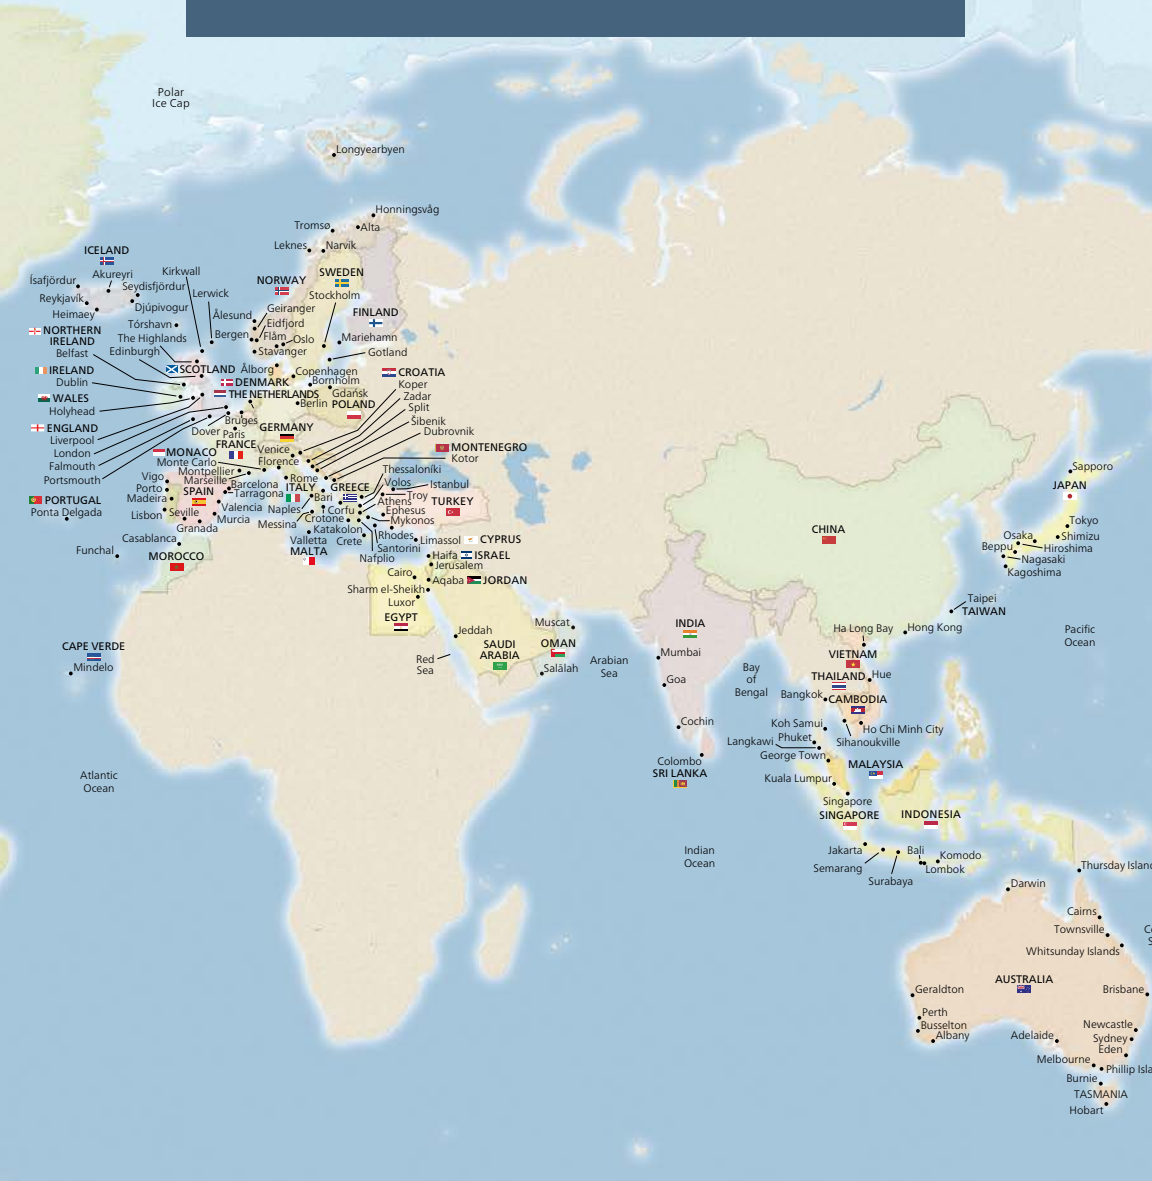 Polar
Ice Cap
Longyearbyen
Honningsvåg
Tromsø
Alta
Leknes
Narvik
ICELAND
Kirkwall
Akureyri
Ísafjördur
Seydisfjördur
Lerwick
Reykjavík
Djúpivogur
Heimaey
NORWAY
SWEDEN
Stockholm
Geiranger
Ålesund
Eidfjord
Bergen
Flåm
Oslo
Stavanger
FINLAND
Mariehamn
Gotland
Tórshavn
The Highlands
Edinburgh
NORTHERN
IRELAND
Belfast
SCOTLAND
Ålborg
Copenhagen
Bornholm
IRELAND
Dublin
DENMARK
THE NETHERLANDS
Gdańsk
Berlin
POLAND
WALES
Holyhead
ENGLAND
Liverpool
London
Falmouth
Portsmouth
Bruges
Dover
Paris
GERMANY
FRANCE
CROATIA
Koper
Zadar
Split
Šibenik
Dubrovnik
MONTENEGRO
Kotor
MONACO
Monte Carlo
Venice
Florence
Montpellier
Marseille
Barcelona
Tarragona
Rome
ITALY
Bari
Naples
Vigo
Porto
Madeira
SPAIN
PORTUGAL
Ponta Delgada
Lisbon
Seville
Valencia
Murcia
Granada
Messina
Crotone
Corfu
Thessaloníki
Volos
Istanbul
GREECE
Troy
Athens
TURKEY
Ephesus
Mykonos
Katakolon
Rhodes
Crete
Santorini
Nafplio
Valletta
MALTA
Limassol
CYPRUS
Haifa
ISRAEL
Jerusalem
Aqaba
JORDAN
Casablanca
Funchal
MOROCCO
Cairo
Sharm el-Sheikh
Luxor
EGYPT
Jeddah
SAUDI
ARABIA
Red
Sea
Muscat
OMAN
Salālah
Arabian
Sea
CAPE VERDE
Mindelo
Atlantic
Ocean
INDIA
Mumbai
Goa
Cochin
Colombo
SRI LANKA
Bay
of
Bengal
CHINA
Sapporo
JAPAN
Tokyo
Osaka
Shimizu
Beppu
Hiroshima
Nagasaki
Kagoshima
Taipei
TAIWAN
Hong Kong
Pacific
Ocean
Ha Long Bay
VIETNAM
THAILAND
Hue
Bangkok
CAMBODIA
Koh Samui
Ho Chi Minh City
Phuket
Sihanoukville
Langkawi
George Town
MALAYSIA
Kuala Lumpur
Singapore
SINGAPORE
INDONESIA
Indian
Ocean
Jakarta
Bali
Komodo
Semarang
Lombok
Surabaya
Thursday Islan
Darwin
Cairns
Townsville
Whitsunday Islands
AUSTRALIA
Geraldton
Brisbane
Perth
Busselton
Albany
Adelaide
Newcastle
Sydney
Eden
Melbourne
Phillip Isla
Burnie
TASMANIA
Hobart